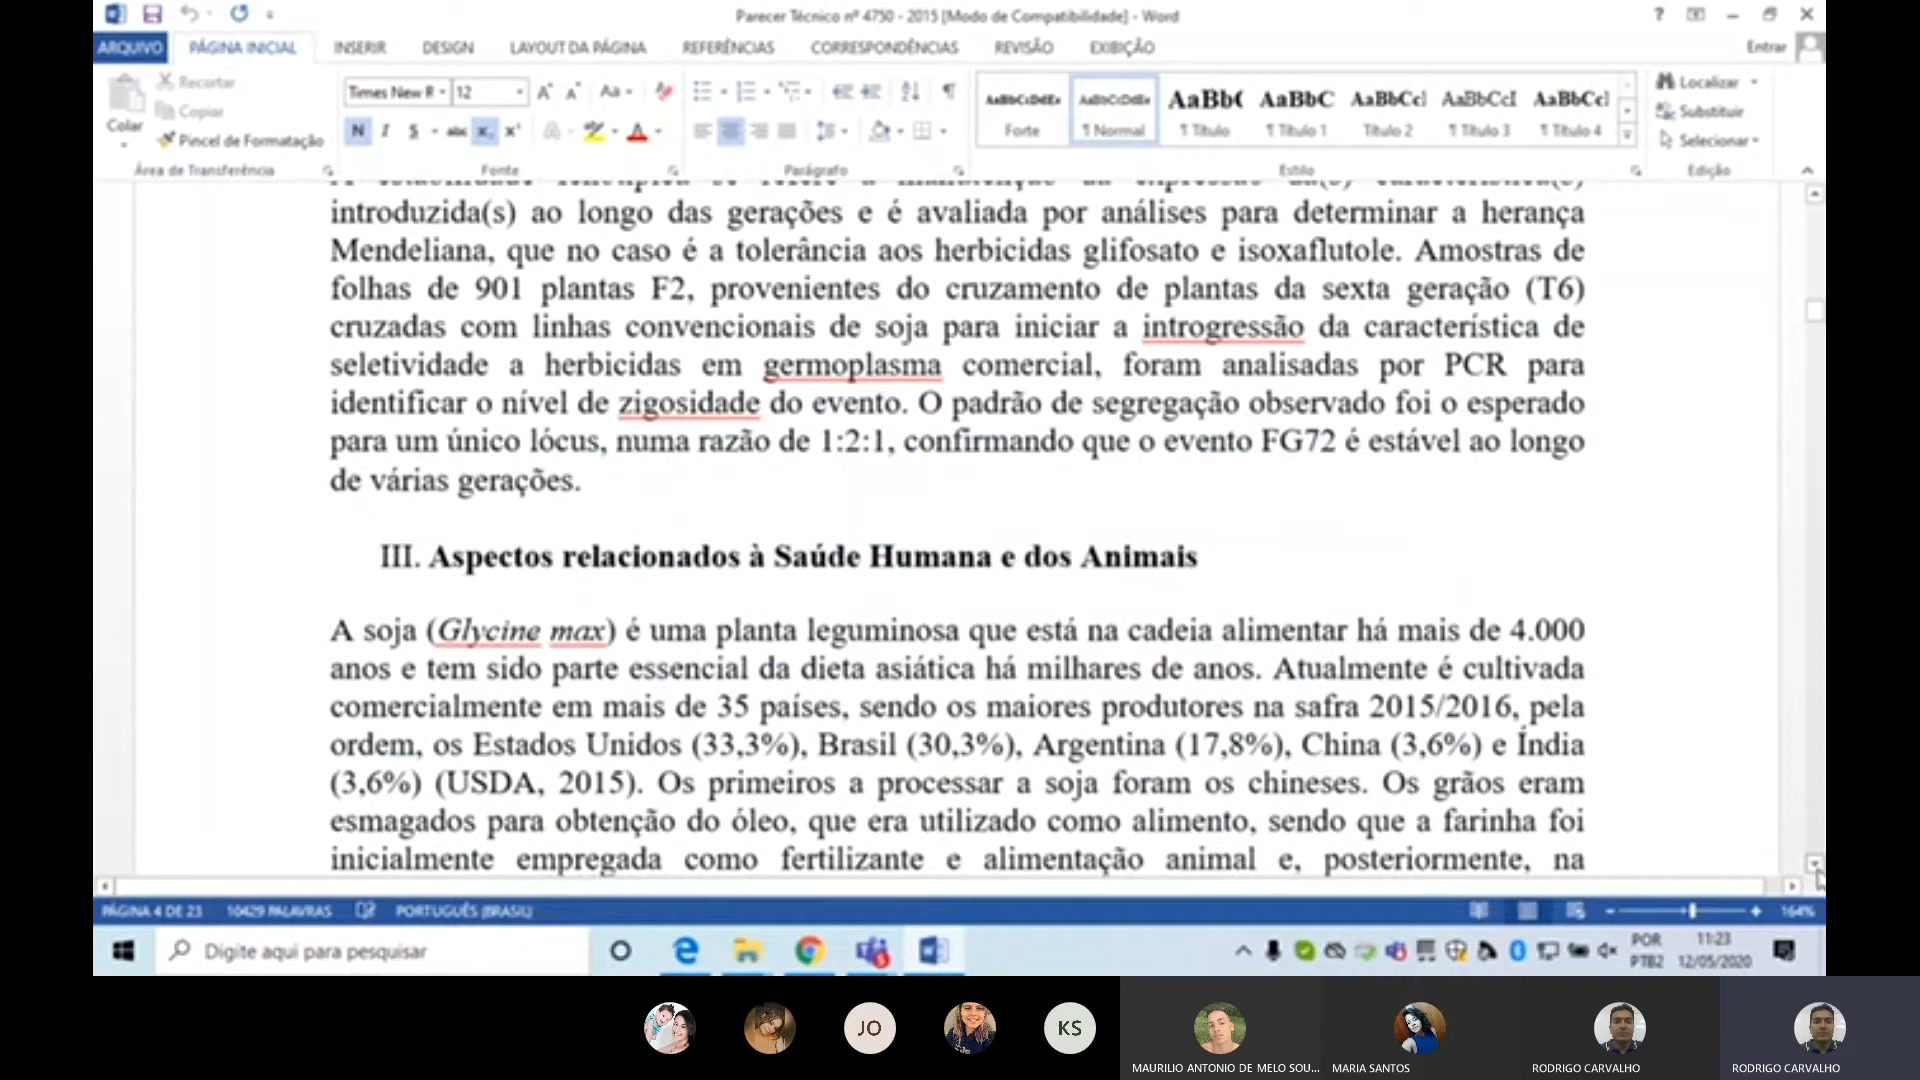 Parecer Técnico nº 4750 - 2015 [Modo de Compatibilidade] - Word
ARQUIVO PÁGINA INICIAL INSERIR DESIGN LAYOUT DA PÁGINA REFERÊNCIAS CORRESPONDÊNCIAS REVISÃO EXIBIÇÃO Entrar
Colar
Recortar
Copiar
Pincel de Formatação
Área de Transferência
Times New R 12
N I S abc x₂ x²
Fonte
Parágrafo
AaBbCcDdEe AaBbCcDdEe AaBb( AaBbC AaBbCcI AaBbCcI AaBbCcI
Forte ¶ Normal ¶ Título ¶ Título 1 Título 2 ¶ Título 3 ¶ Título 4
Estilo
Localizar
Substituir
Selecionar
Edição
introduzida(s) ao longo das gerações e é avaliada por análises para determinar a herança
Mendeliana, que no caso é a tolerância aos herbicidas glifosato e isoxaflutole. Amostras de
folhas de 901 plantas F2, provenientes do cruzamento de plantas da sexta geração (T6)
cruzadas com linhas convencionais de soja para iniciar a introgressão da característica de
seletividade a herbicidas em germoplasma comercial, foram analisadas por PCR para
identificar o nível de zigosidade do evento. O padrão de segregação observado foi o esperado
para um único lócus, numa razão de 1:2:1, confirmando que o evento FG72 é estável ao longo
de várias gerações.
III. Aspectos relacionados à Saúde Humana e dos Animais
A soja (Glycine max) é uma planta leguminosa que está na cadeia alimentar há mais de 4.000
anos e tem sido parte essencial da dieta asiática há milhares de anos. Atualmente é cultivada
comercialmente em mais de 35 países, sendo os maiores produtores na safra 2015/2016, pela
ordem, os Estados Unidos (33,3%), Brasil (30,3%), Argentina (17,8%), China (3,6%) e Índia
(3,6%) (USDA, 2015). Os primeiros a processar a soja foram os chineses. Os grãos eram
esmagados para obtenção do óleo, que era utilizado como alimento, sendo que a farinha foi
inicialmente empregada como fertilizante e alimentação animal e, posteriormente, na
PÁGINA 4 DE 23 10429 PALAVRAS PORTUGUÊS (BRASIL) 164%
Digite aqui para pesquisar
POR
PTB2
11:23
12/05/2020
JO KS
MAURILIO ANTONIO DE MELO SOU... MARIA SANTOS RODRIGO CARVALHO RODRIGO CARVALHO